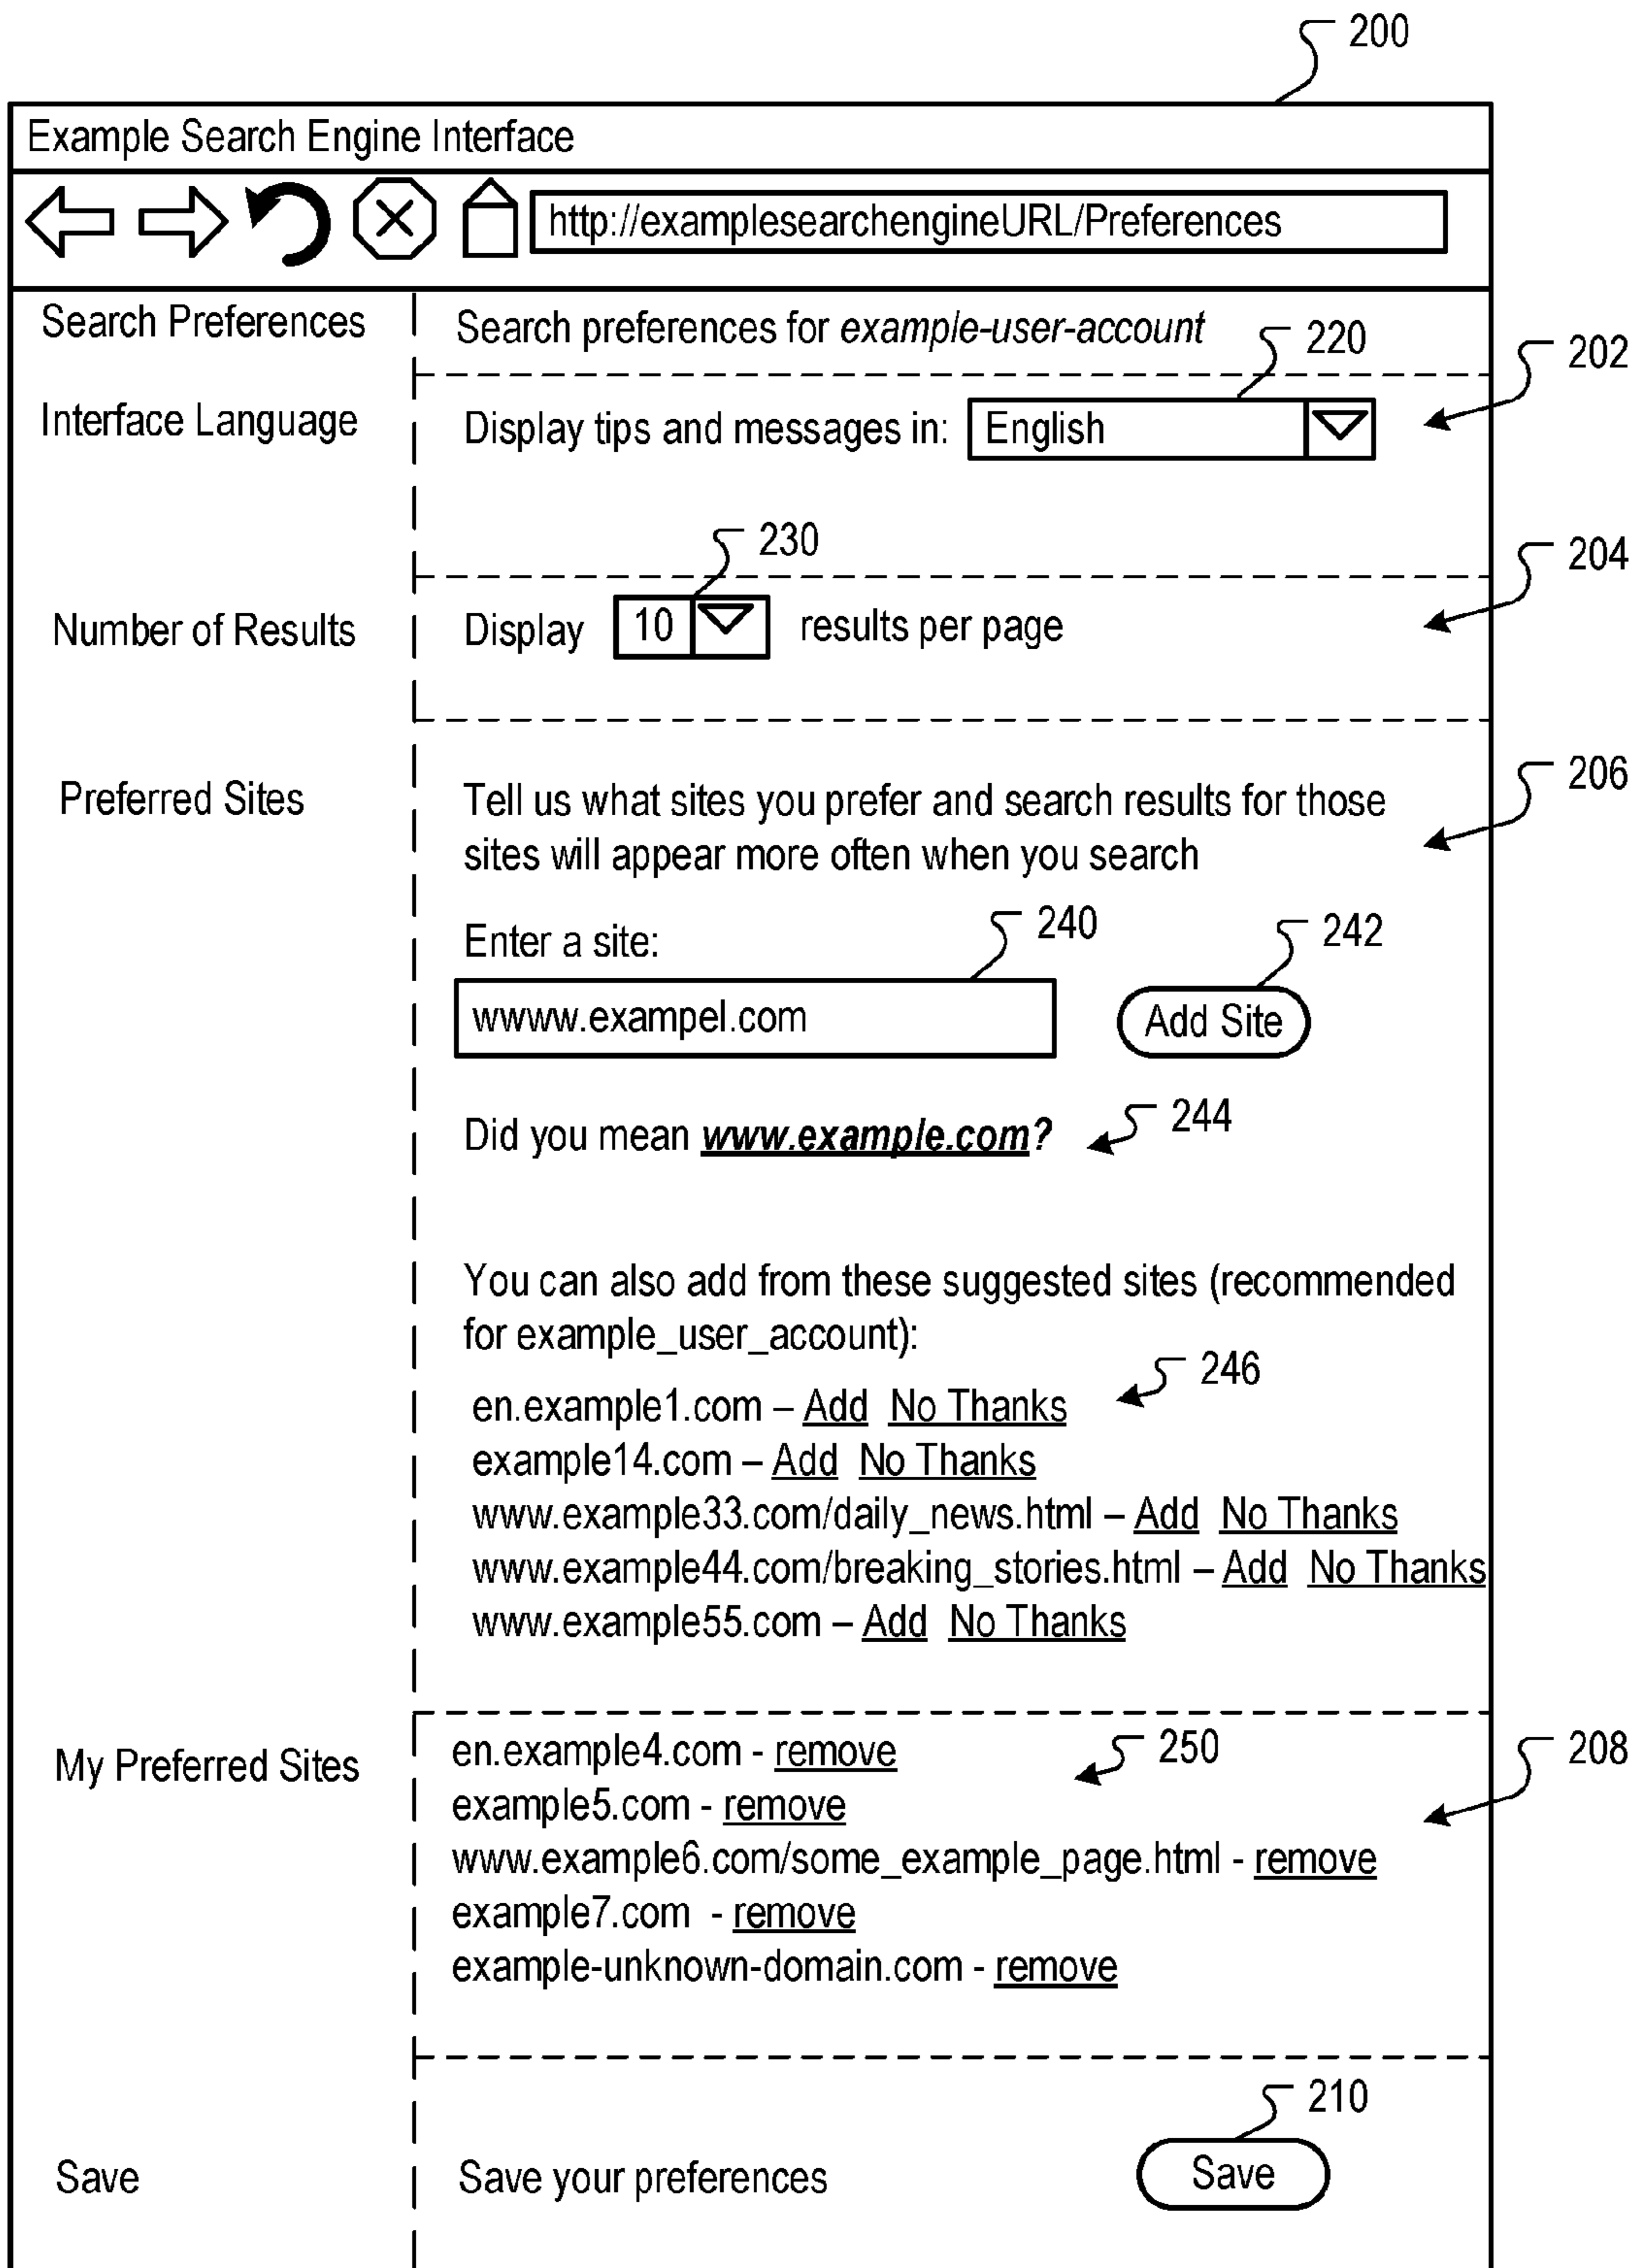 200
Example Search Engine Interface
http://examplesearchengineURL/Preferences
Search Preferences
Search preferences for example-user-account
220
202
Interface Language
Display tips and messages in: English
230
204
Number of Results
Display 10 results per page
206
Preferred Sites
Tell us what sites you prefer and search results for those
sites will appear more often when you search
240
242
Enter a site:
wwww.exampel.com
Add Site
244
Did you mean www.example.com?
You can also add from these suggested sites (recommended
for example_user_account):
246
en.example1.com – Add No Thanks
example14.com – Add No Thanks
www.example33.com/daily_news.html – Add No Thanks
www.example44.com/breaking_stories.html – Add No Thanks
www.example55.com – Add No Thanks
My Preferred Sites
250
208
en.example4.com - remove
example5.com - remove
www.example6.com/some_example_page.html - remove
example7.com - remove
example-unknown-domain.com - remove
210
Save
Save your preferences
Save